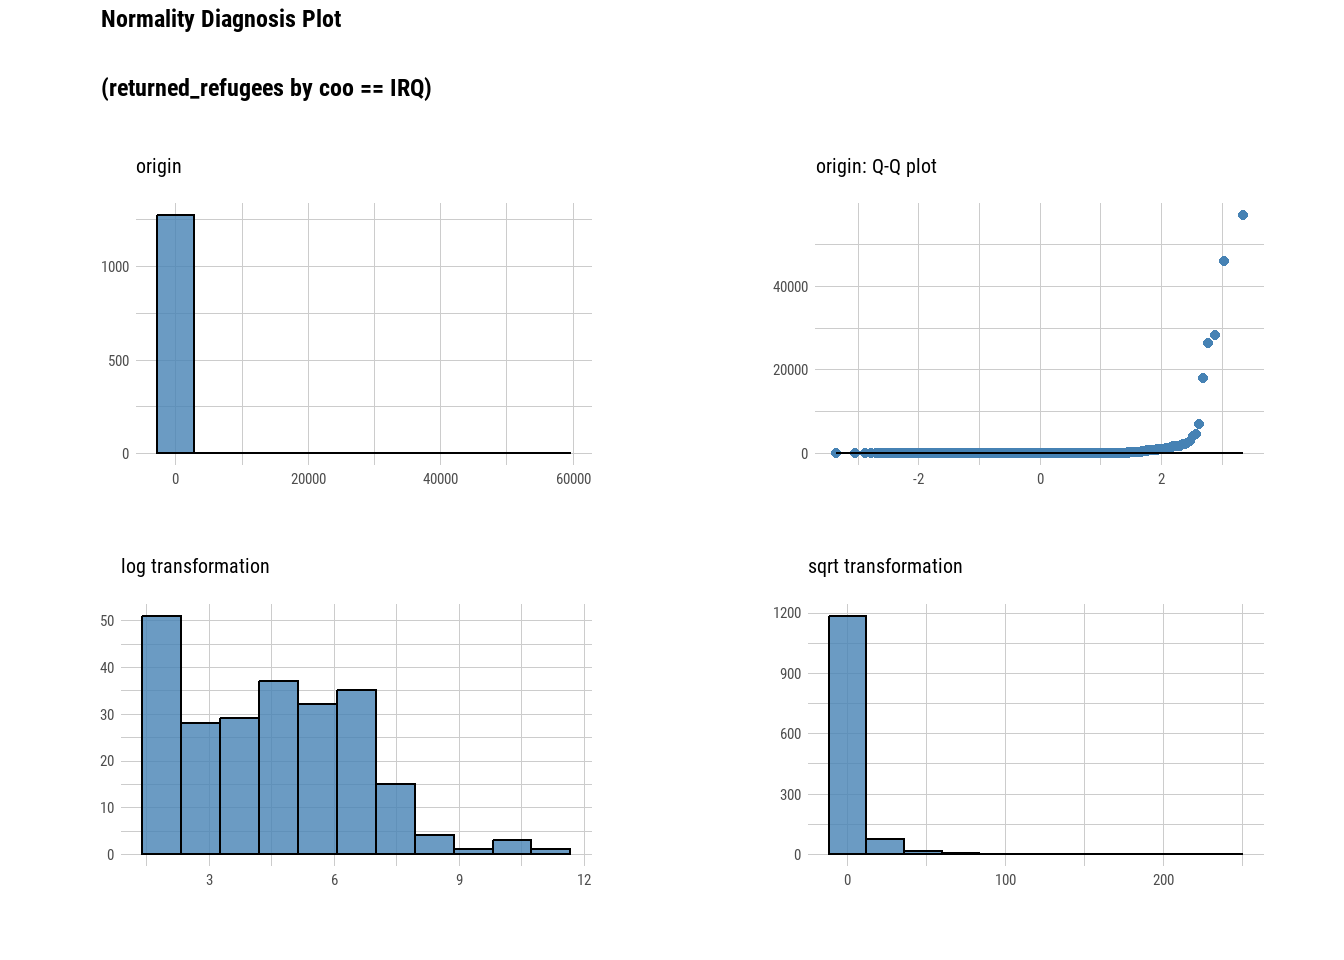 Normality Diagnosis Plot
(returned_refugees by coo == IRQ)
origin
1000
500
0
0 20000 40000 60000
origin: Q-Q plot
40000
20000
0
-2 0 2
log transformation
50
40
30
20
10
0
3 6 9 12
sqrt transformation
1200
900
600
300
0
0 100 200